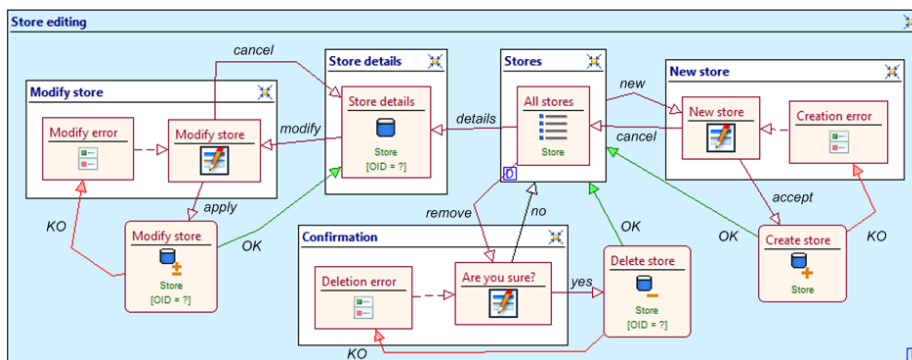 Store editing
cancel
Store details
Stores
New store
Modify store
Store details
All stores
new
New store
Creation error
Modify error
Modify store
modify
details
cancel
Store
[OID = ?]
Store
D
KO
apply
OK
remove
no
OK
OK
accept
KO
Modify store
Store
[OID = ?]
Confirmation
Deletion error
Are you sure?
yes
Delete store
Store
[OID = ?]
Create store
Store
KO